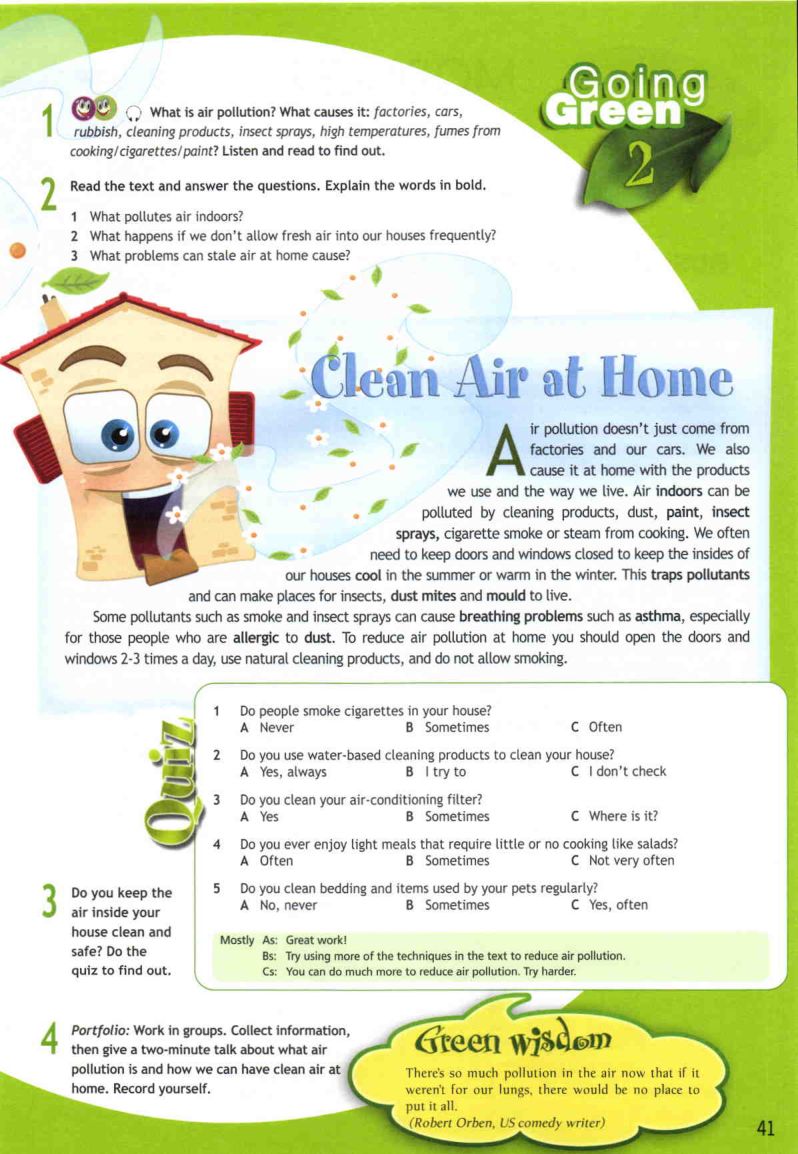 Going
Green
2
1 What is air pollution? What causes it: factories, cars,
rubbish, cleaning products, insect sprays, high temperatures, fumes from
cooking/cigarettes/paint? Listen and read to find out.
2 Read the text and answer the questions. Explain the words in bold.
1 What pollutes air indoors?
2 What happens if we don't allow fresh air into our houses frequently?
3 What problems can stale air at home cause?
Clean Air at Home
Air pollution doesn't just come from
factories and our cars. We also
cause it at home with the products
we use and the way we live. Air indoors can be
polluted by cleaning products, dust, paint, insect
sprays, cigarette smoke or steam from cooking. We often
need to keep doors and windows closed to keep the insides of
our houses cool in the summer or warm in the winter. This traps pollutants
and can make places for insects, dust mites and mould to live.
Some pollutants such as smoke and insect sprays can cause breathing problems such as asthma, especially
for those people who are allergic to dust. To reduce air pollution at home you should open the doors and
windows 2-3 times a day, use natural cleaning products, and do not allow smoking.
Quiz
1 Do people smoke cigarettes in your house?
A Never B Sometimes C Often
2 Do you use water-based cleaning products to clean your house?
A Yes, always B I try to C I don't check
3 Do you clean your air-conditioning filter?
A Yes B Sometimes C Where is it?
4 Do you ever enjoy light meals that require little or no cooking like salads?
A Often B Sometimes C Not very often
5 Do you clean bedding and items used by your pets regularly?
A No, never B Sometimes C Yes, often
Mostly As: Great work!
Bs: Try using more of the techniques in the text to reduce air pollution.
Cs: You can do much more to reduce air pollution. Try harder.
3 Do you keep the
air inside your
house clean and
safe? Do the
quiz to find out.
4 Portfolio: Work in groups. Collect information,
then give a two-minute talk about what air
pollution is and how we can have clean air at
home. Record yourself.
Green wisdom
There's so much pollution in the air now that if it
weren't for our lungs, there would be no place to
put it all.
(Robert Orben, US comedy writer)
41